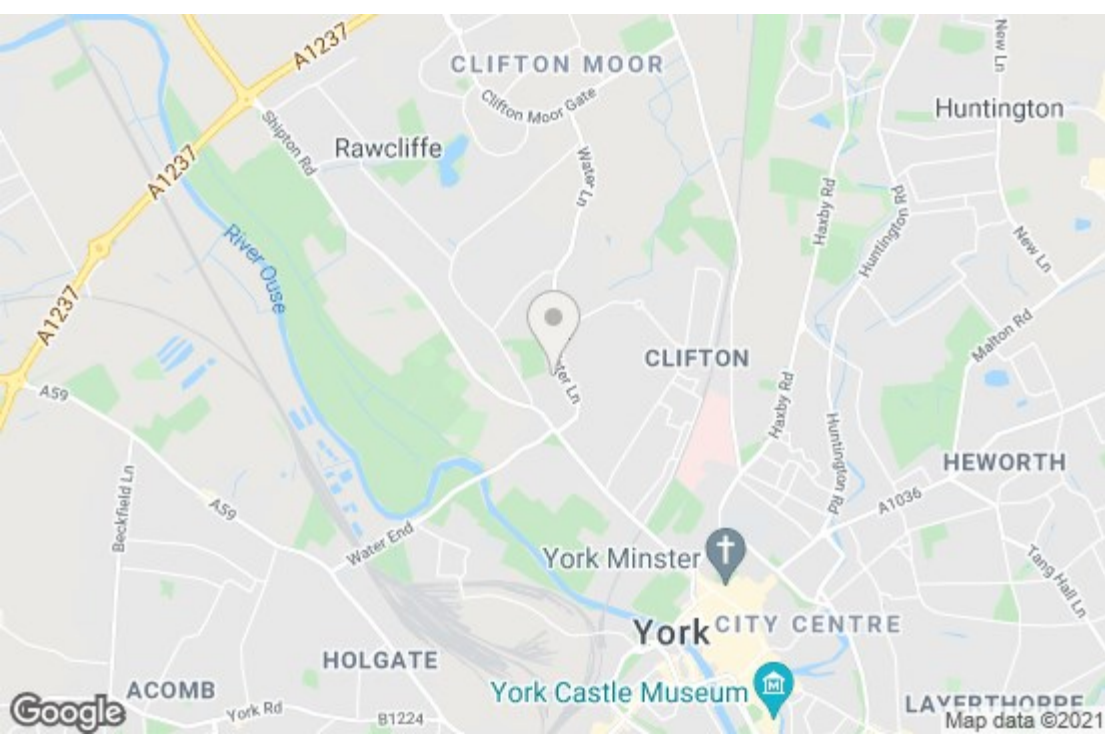 A1237
CLIFTON MOOR
New Ln
Clifton Moor Gate
Huntington
Shipton Rd
Rawcliffe
A1237
Water Ln
Haxby Rd
Huntington Rd
River Ouse
New Ln
A1237
Malton Rd
CLIFTON
A59
ter Ln
Haxby Rd
Huntington Rd
HEWORTH
Beckfield Ln
A59
A1036
Water End
York Minster
Tang Hall Ln
York
CITY CENTRE
HOLGATE
ACOMB
York Castle Museum
M
LAYERTHORPE
York Rd
B1224
Google
Map data ©2021